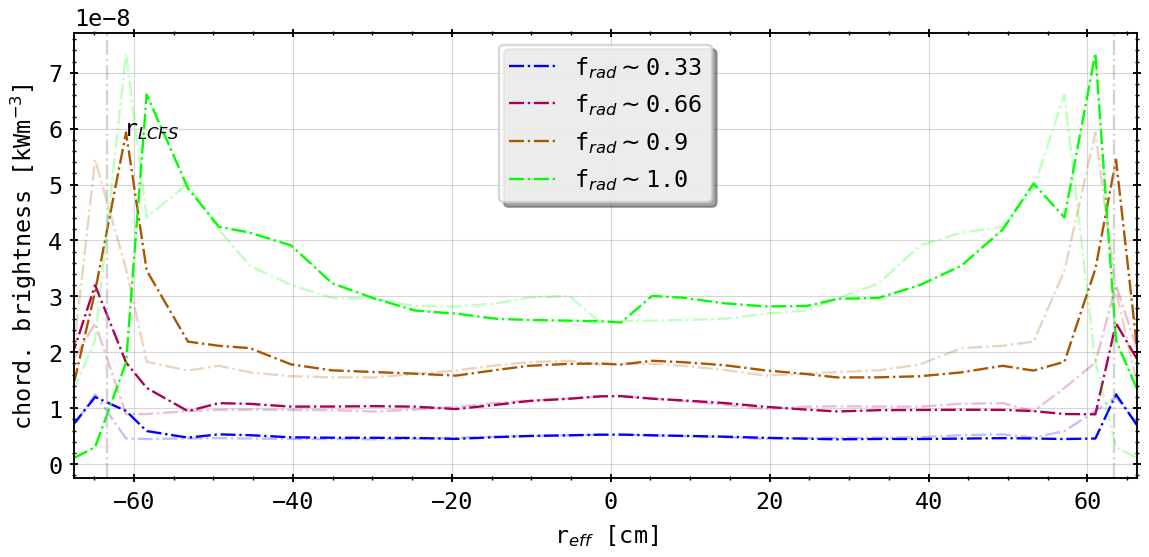 1e−8
chord. brightness [kWm⁻³]
7
6
5
4
3
2
1
0
r_LCFS
f_rad ∼ 0.33
f_rad ∼ 0.66
f_rad ∼ 0.9
f_rad ∼ 1.0
−60 −40 −20 0 20 40 60
r_eff [cm]